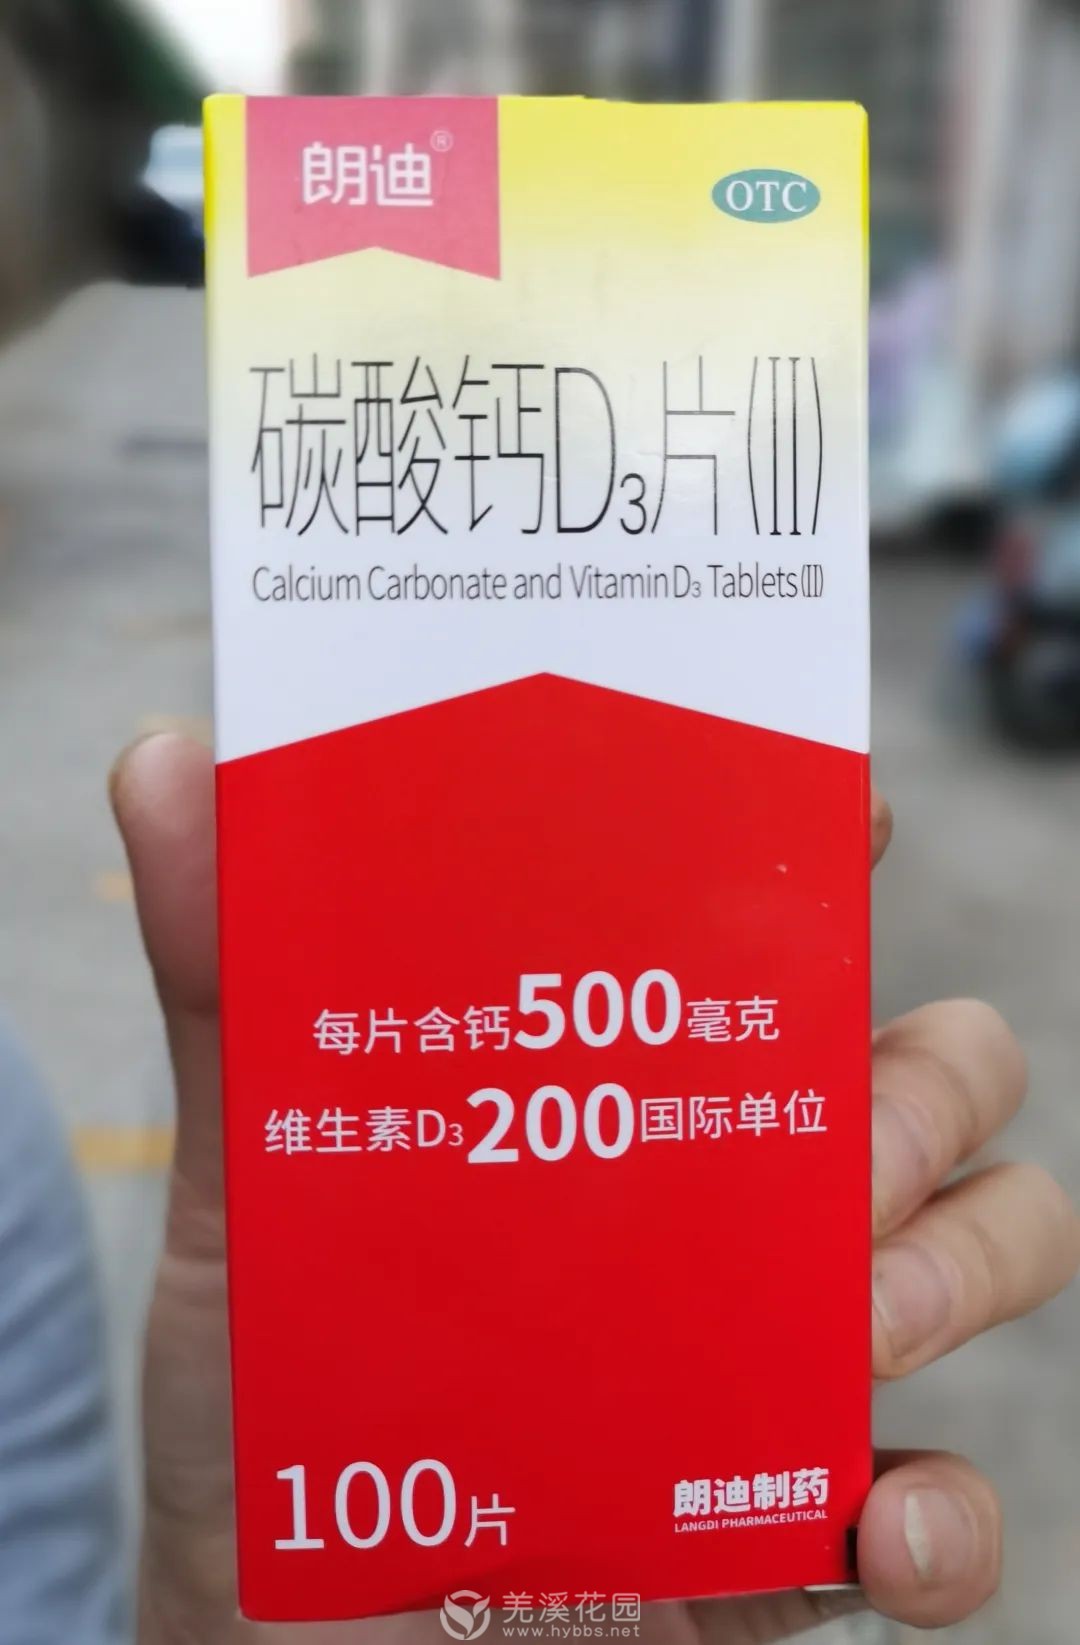 朗迪®
OTC
碳酸钙D₃片(II)
Calcium Carbonate and Vitamin D₃ Tablets(II)
每片含钙500毫克
维生素D₃200国际单位
100片
朗迪制药
LANGDI PHARMACEUTICAL
羌溪花园
www.hybbs.net